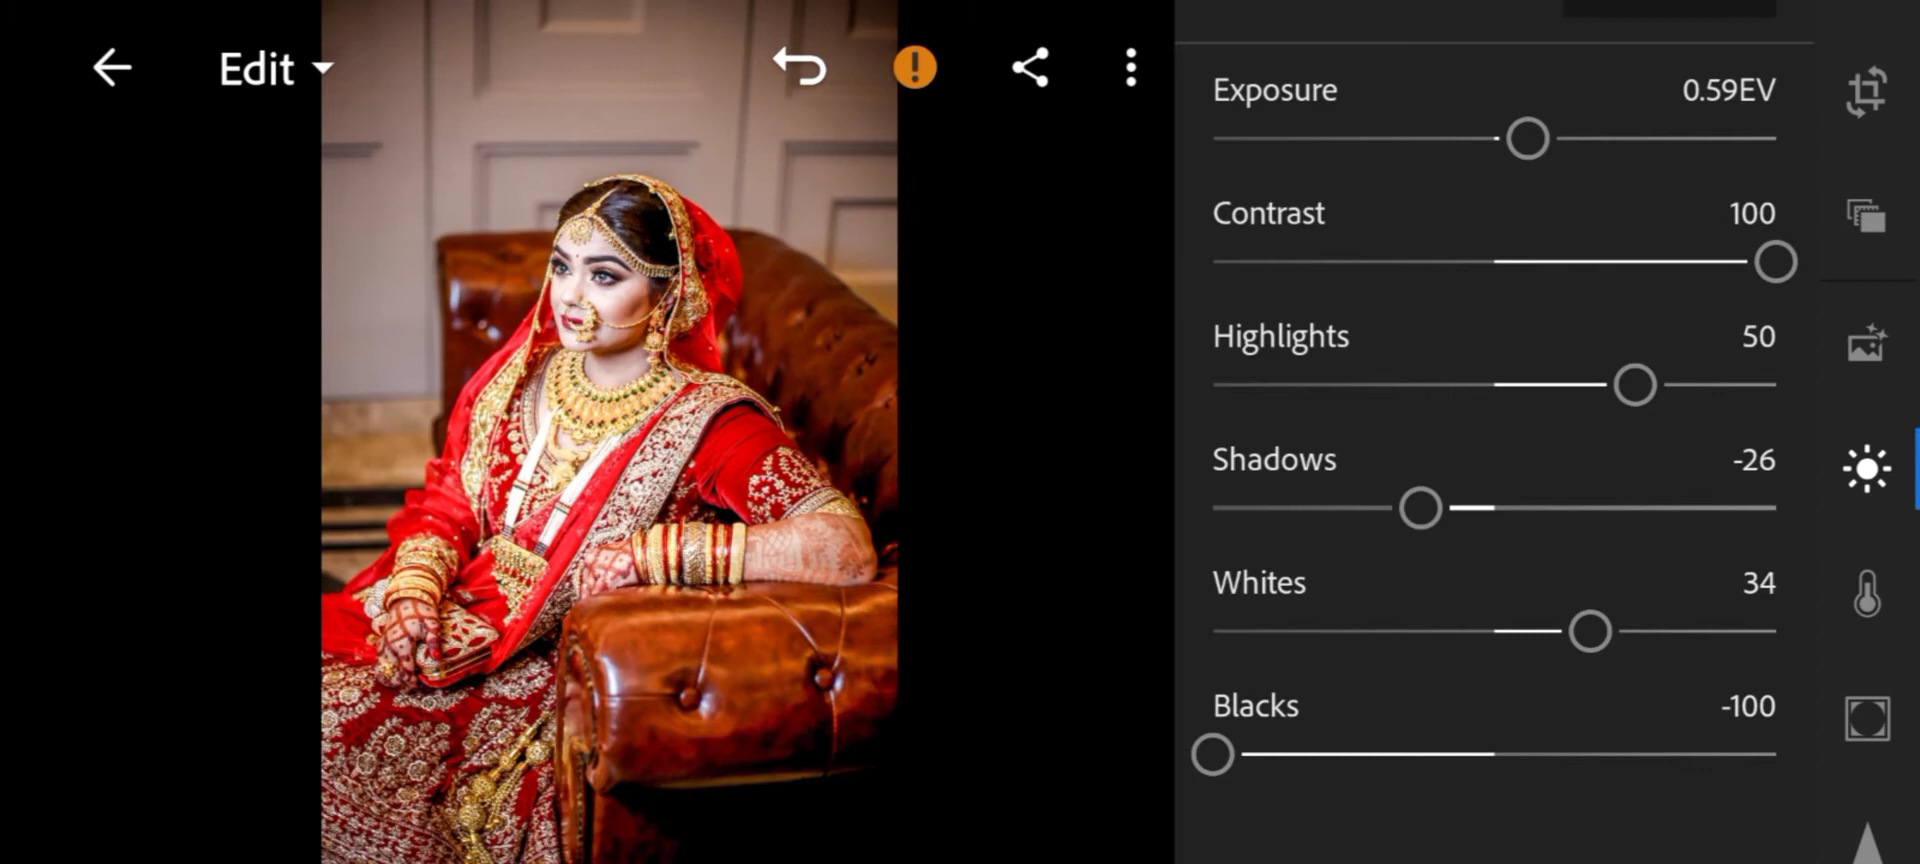 Edit
Exposure 0.59EV
Contrast 100
Highlights 50
Shadows -26
Whites 34
Blacks -100